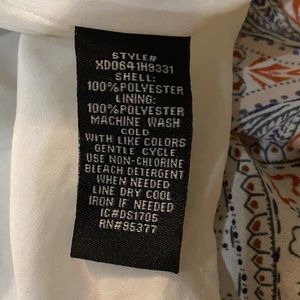 STYLE#
XD0641H9331
SHELL:
100%POLYESTER
LINING:
100%POLYESTER
MACHINE WASH
COLD
WITH LIKE COLORS
GENTLE CYCLE
USE NON-CHLORINE
BLEACH DETERGENT
WHEN NEEDED
LINE DRY COOL
IRON IF NEEDED
IC#DS1705
RN#95377